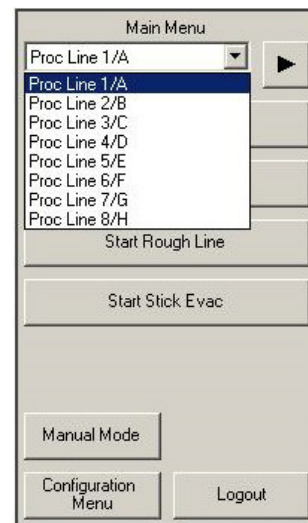 Main Menu
Proc Line 1/A
Proc Line 1/A
Proc Line 2/B
Proc Line 3/C
Proc Line 4/D
Proc Line 5/E
Proc Line 6/F
Proc Line 7/G
Proc Line 8/H
Start Rough Line
Start Stick Evac
Manual Mode
Configuration
Menu
Logout